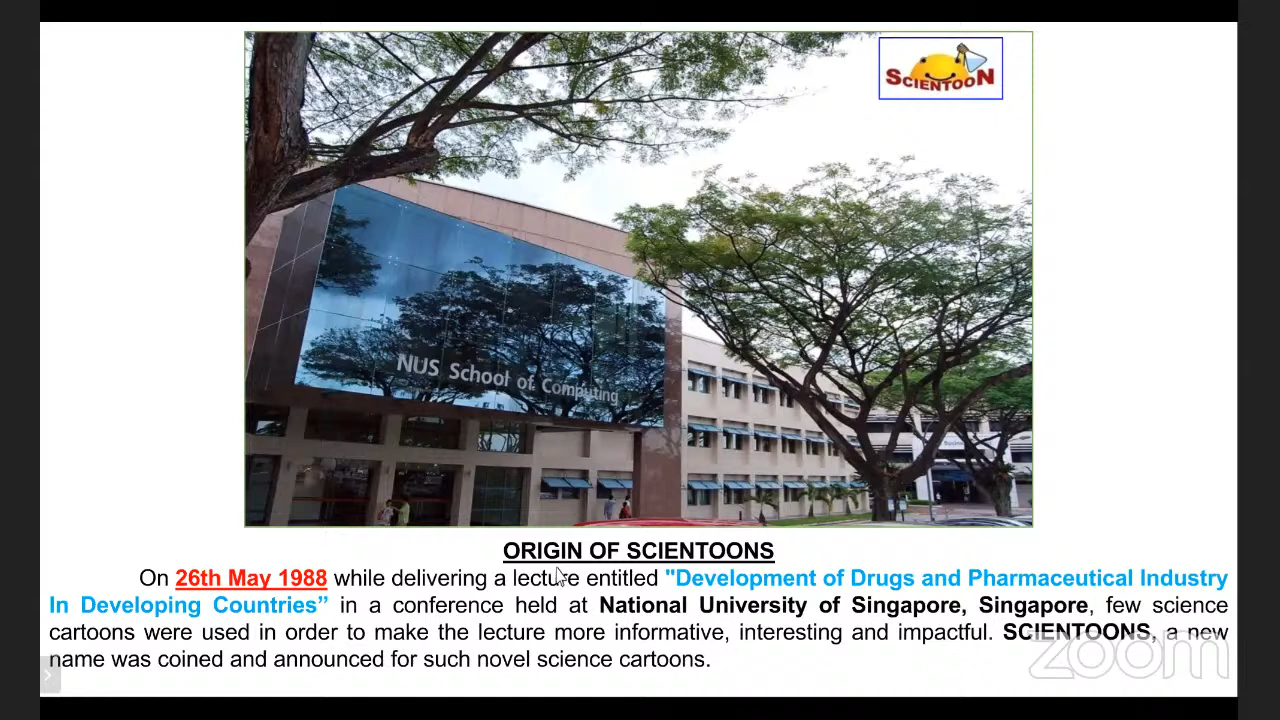 SCIENTOON
NUS School of Computing
ORIGIN OF SCIENTOONS
On 26th May 1988 while delivering a lecture entitled "Development of Drugs and Pharmaceutical Industry
In Developing Countries” in a conference held at National University of Singapore, Singapore, few science
cartoons were used in order to make the lecture more informative, interesting and impactful. SCIENTOONS, a new
name was coined and announced for such novel science cartoons.
zoom